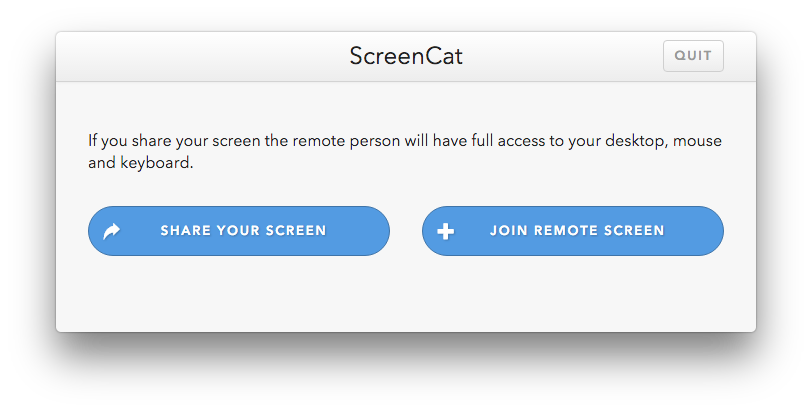 ScreenCat
QUIT
If you share your screen the remote person will have full access to your desktop, mouse
and keyboard.
SHARE YOUR SCREEN
JOIN REMOTE SCREEN